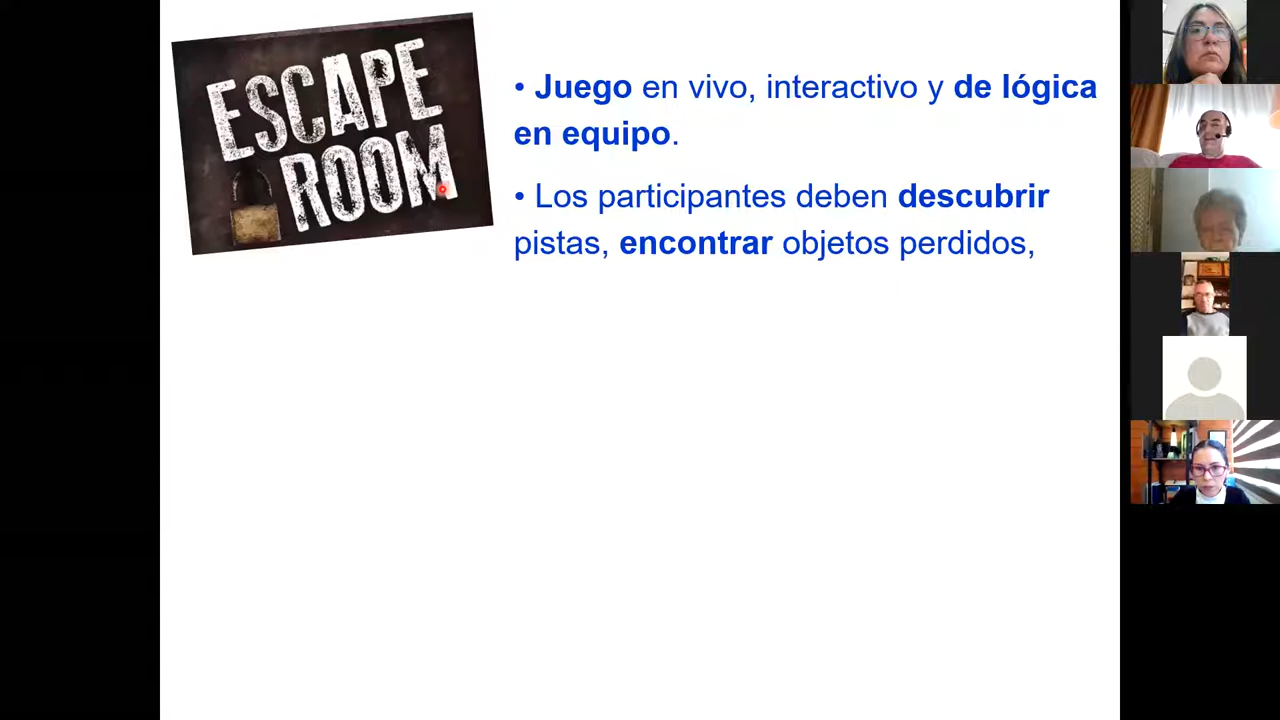 ESCAPE
ROOM
• Juego en vivo, interactivo y de lógica
en equipo.
• Los participantes deben descubrir
pistas, encontrar objetos perdidos,